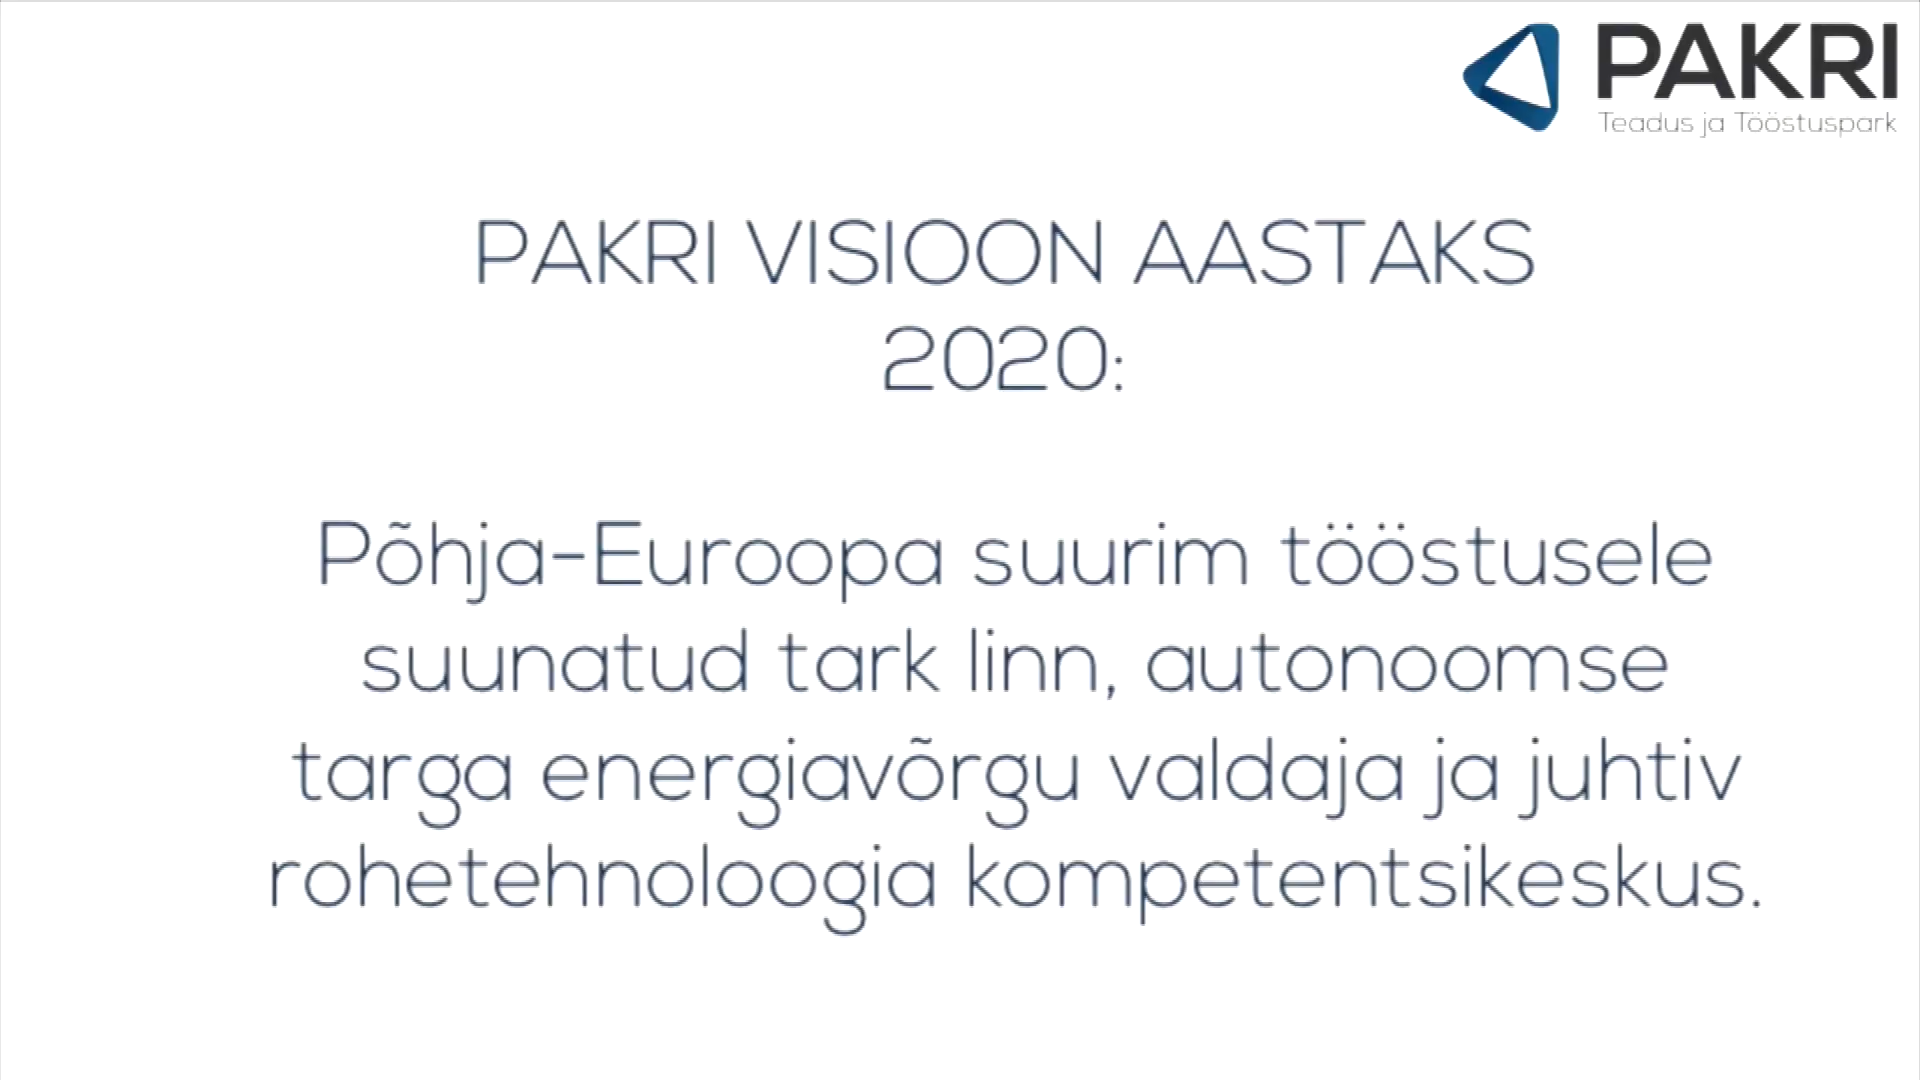 PAKRI
Teadus ja Tööstuspark
PAKRI VISIOON AASTAKS
2020:
Põhja-Euroopa suurim tööstusele
suunatud tark linn, autonoomse
targa energiavõrgu valdaja ja juhtiv
rohetehnoloogia kompetentsikeskus.